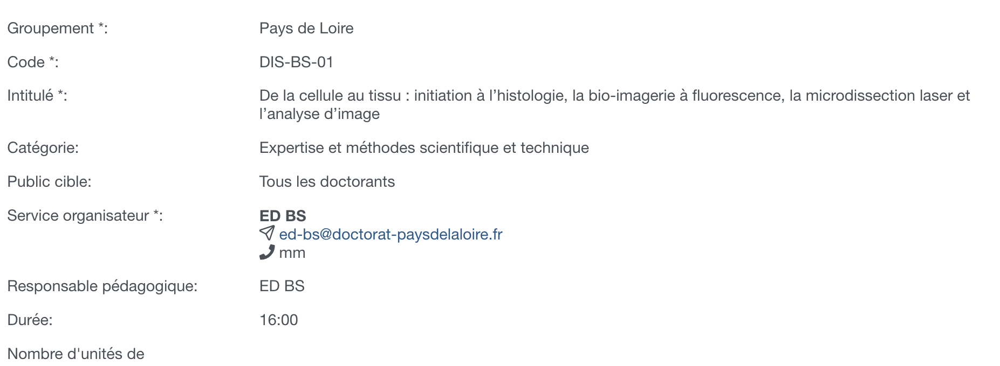 Groupement *: Pays de Loire
Code *: DIS-BS-01
Intitulé *: De la cellule au tissu : initiation à l’histologie, la bio-imagerie à fluorescence, la microdissection laser et
l’analyse d’image
Catégorie: Expertise et méthodes scientifique et technique
Public cible: Tous les doctorants
Service organisateur *: ED BS
ed-bs@doctorat-paysdelaloire.fr
mm
Responsable pédagogique: ED BS
Durée: 16:00
Nombre d'unités de